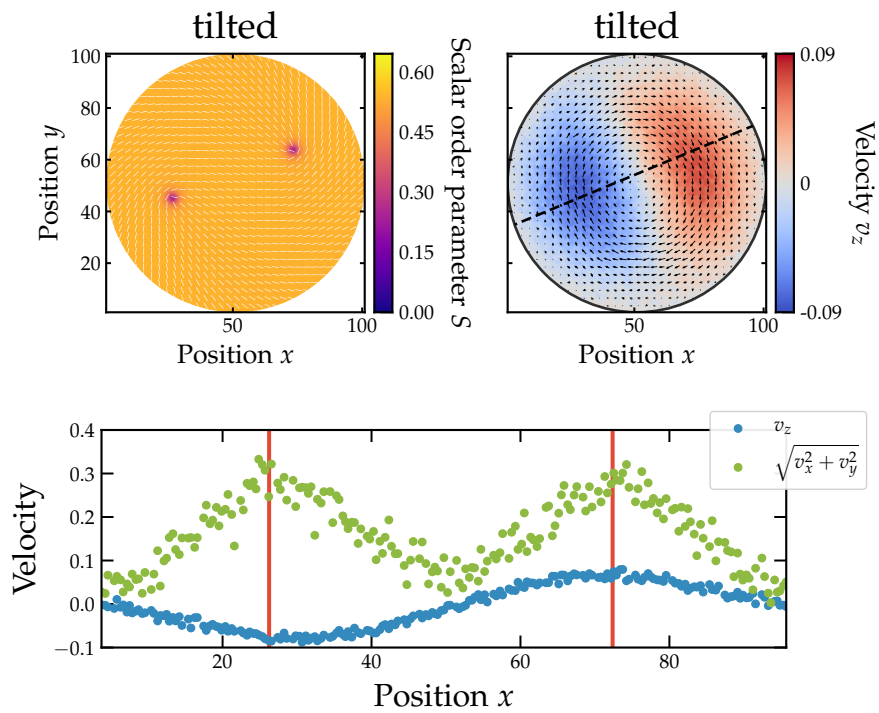 tilted
100
80
60
40
20
Position y
50
100
Position x
0.60
0.45
0.30
0.15
0.00
Scalar order parameter S
tilted
50
100
Position x
0.09
0
-0.09
Velocity v_z
0.4
0.3
0.2
0.1
0.0
−0.1
Velocity
20
40
60
80
Position x
v_z
√(v_x^2 + v_y^2)